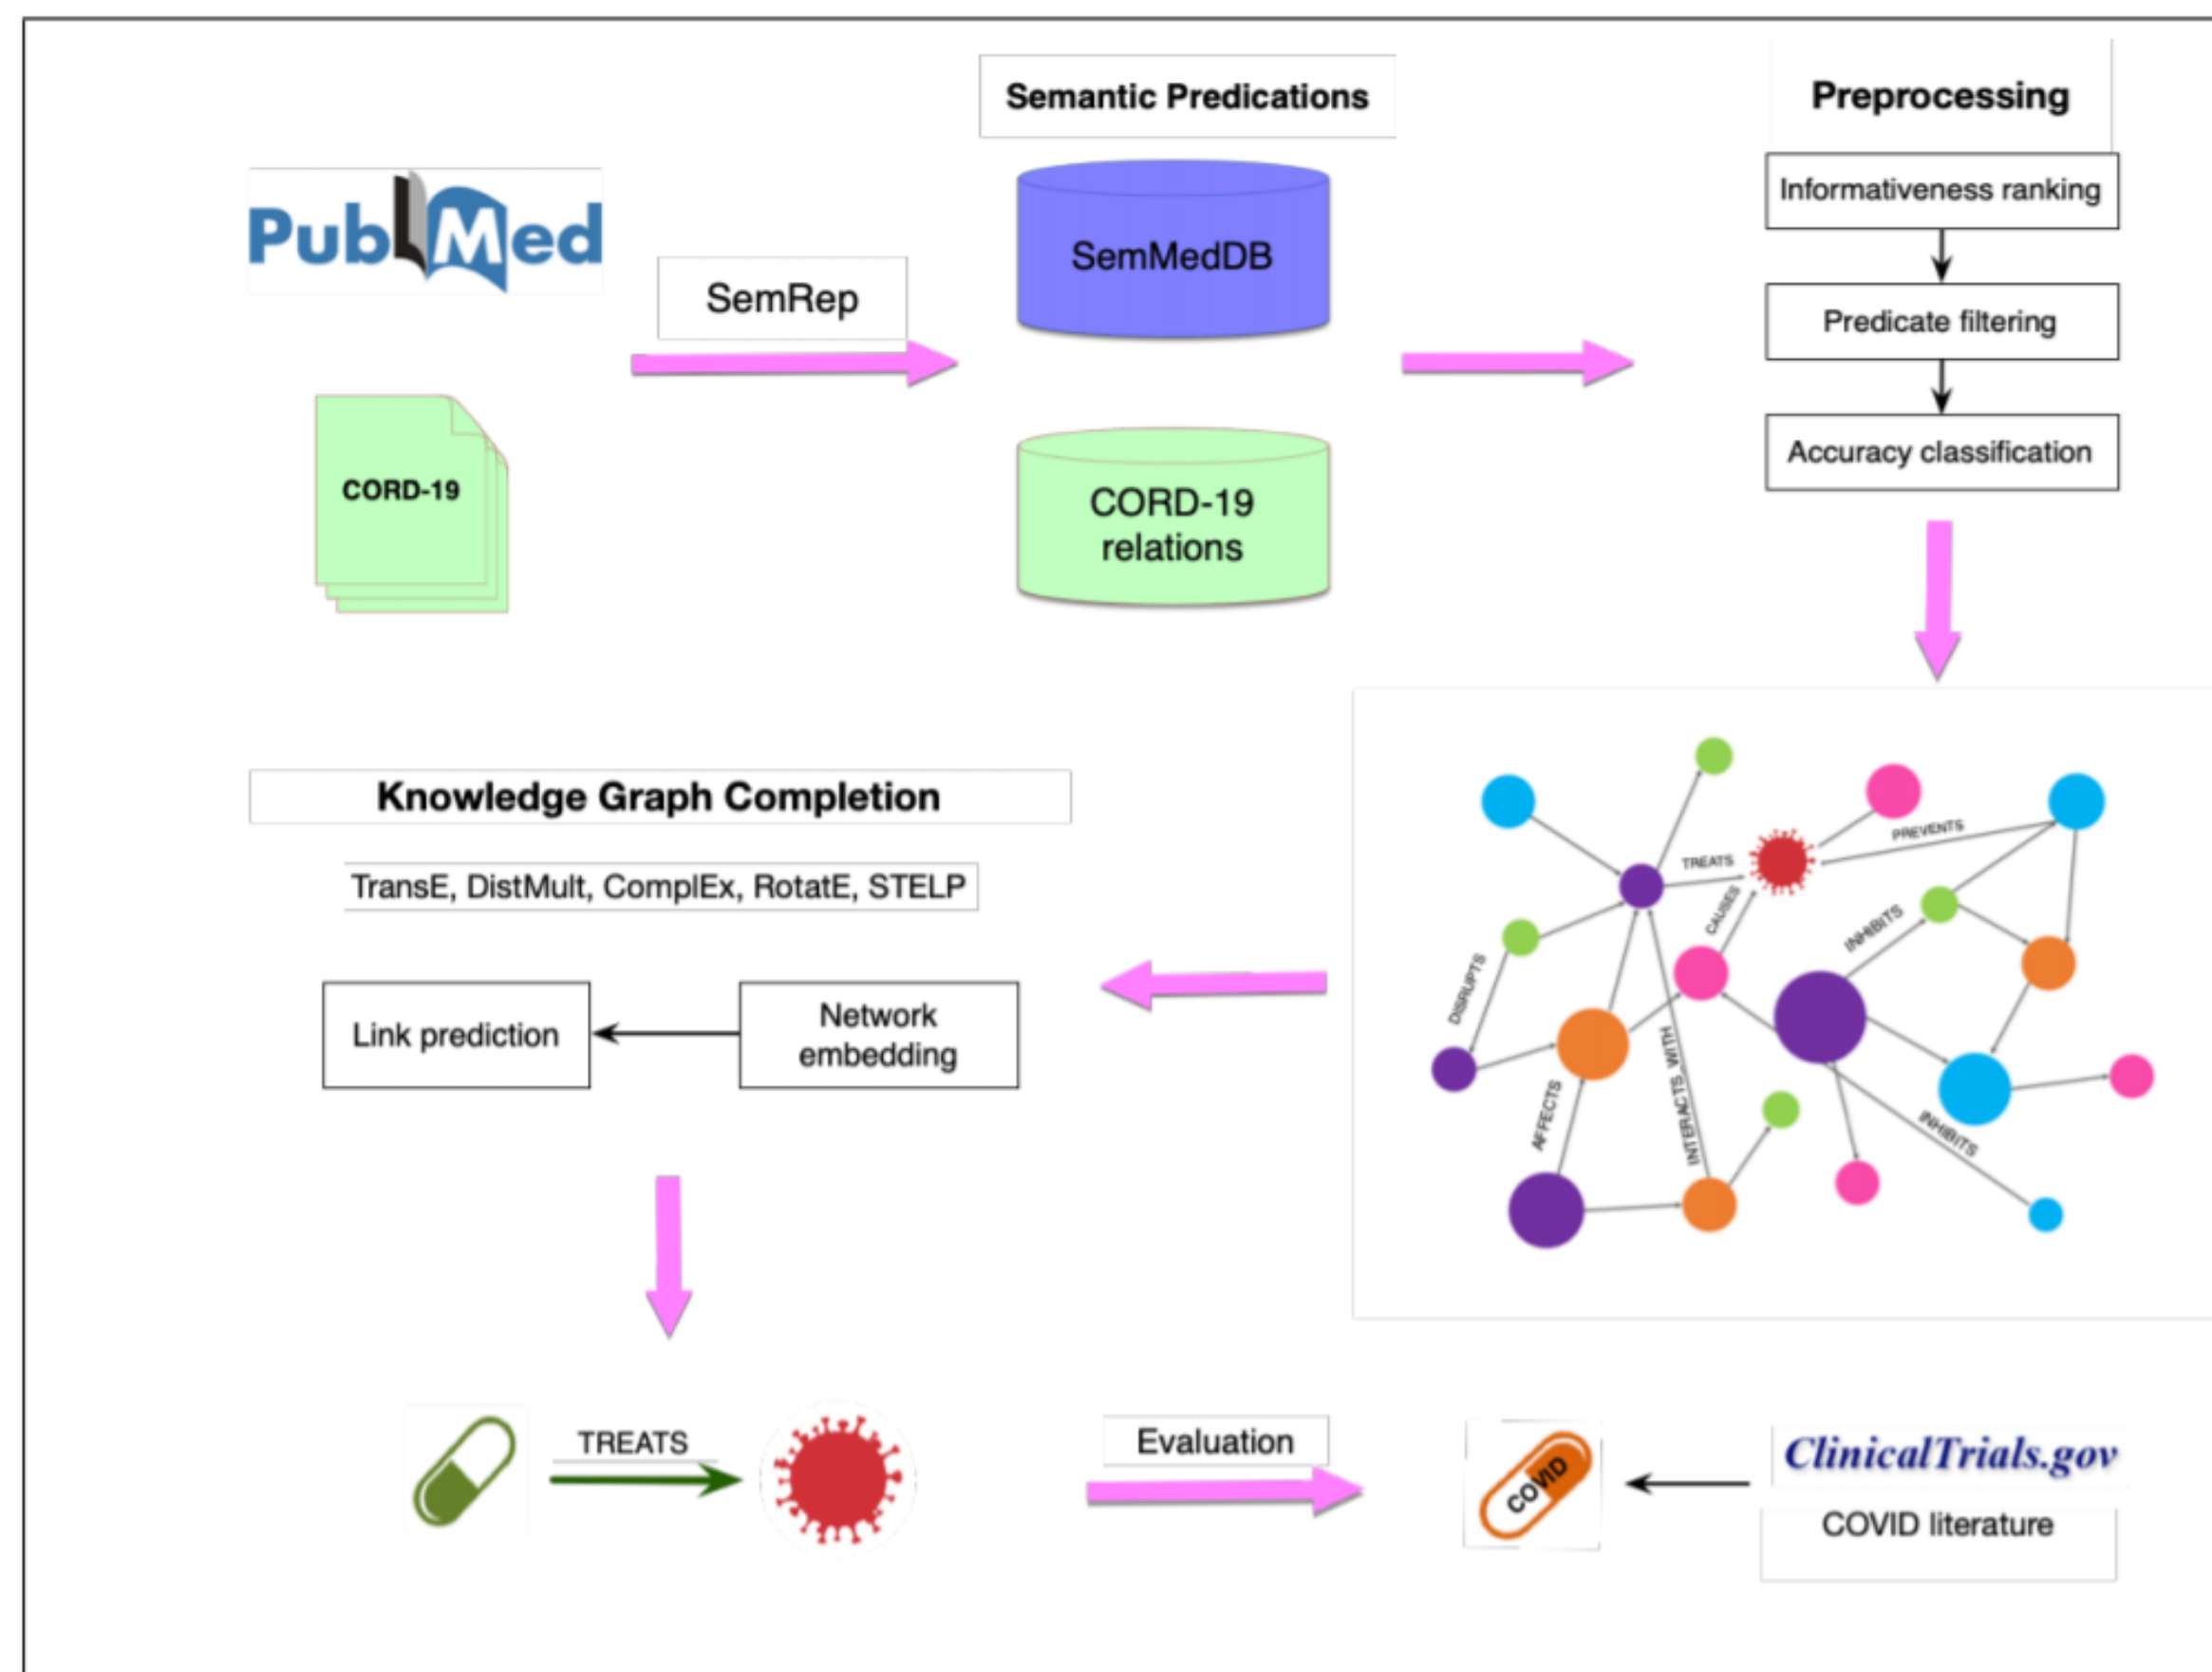 Semantic Predications
Preprocessing
PubMed
SemRep
SemMedDB
Informativeness ranking
Predicate filtering
Accuracy classification
CORD-19
CORD-19
relations
Knowledge Graph Completion
TransE, DistMult, ComplEx, RotatE, STELP
Link prediction
Network
embedding
TREATS
PREVENTS
CAUSES
INHIBITS
DISRUPTS
INTERACTS_WITH
AFFECTS
INHIBITS
TREATS
Evaluation
COVID
ClinicalTrials.gov
COVID literature